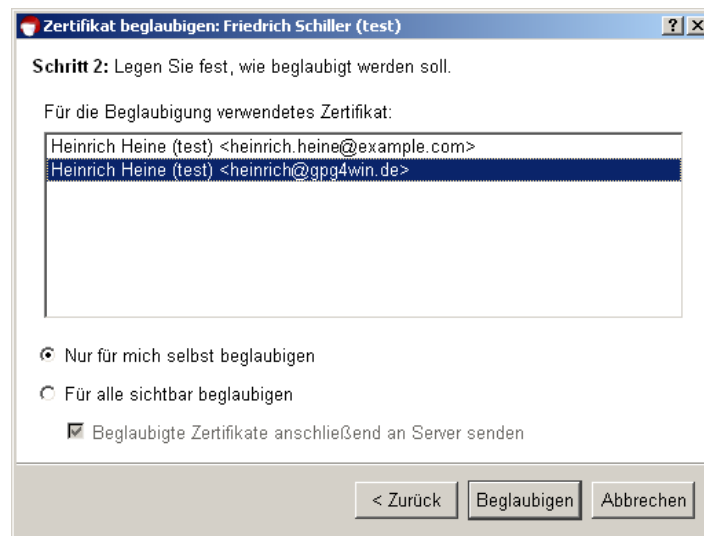 Zertifikat beglaubigen: Friedrich Schiller (test)
Schritt 2: Legen Sie fest, wie beglaubigt werden soll.
Für die Beglaubigung verwendetes Zertifikat:
Heinrich Heine (test) <heinrich.heine@example.com>
Heinrich Heine (test) <heinrich@gpg4win.de>
Nur für mich selbst beglaubigen
Für alle sichtbar beglaubigen
Beglaubigte Zertifikate anschließend an Server senden
< Zurück Beglaubigen Abbrechen